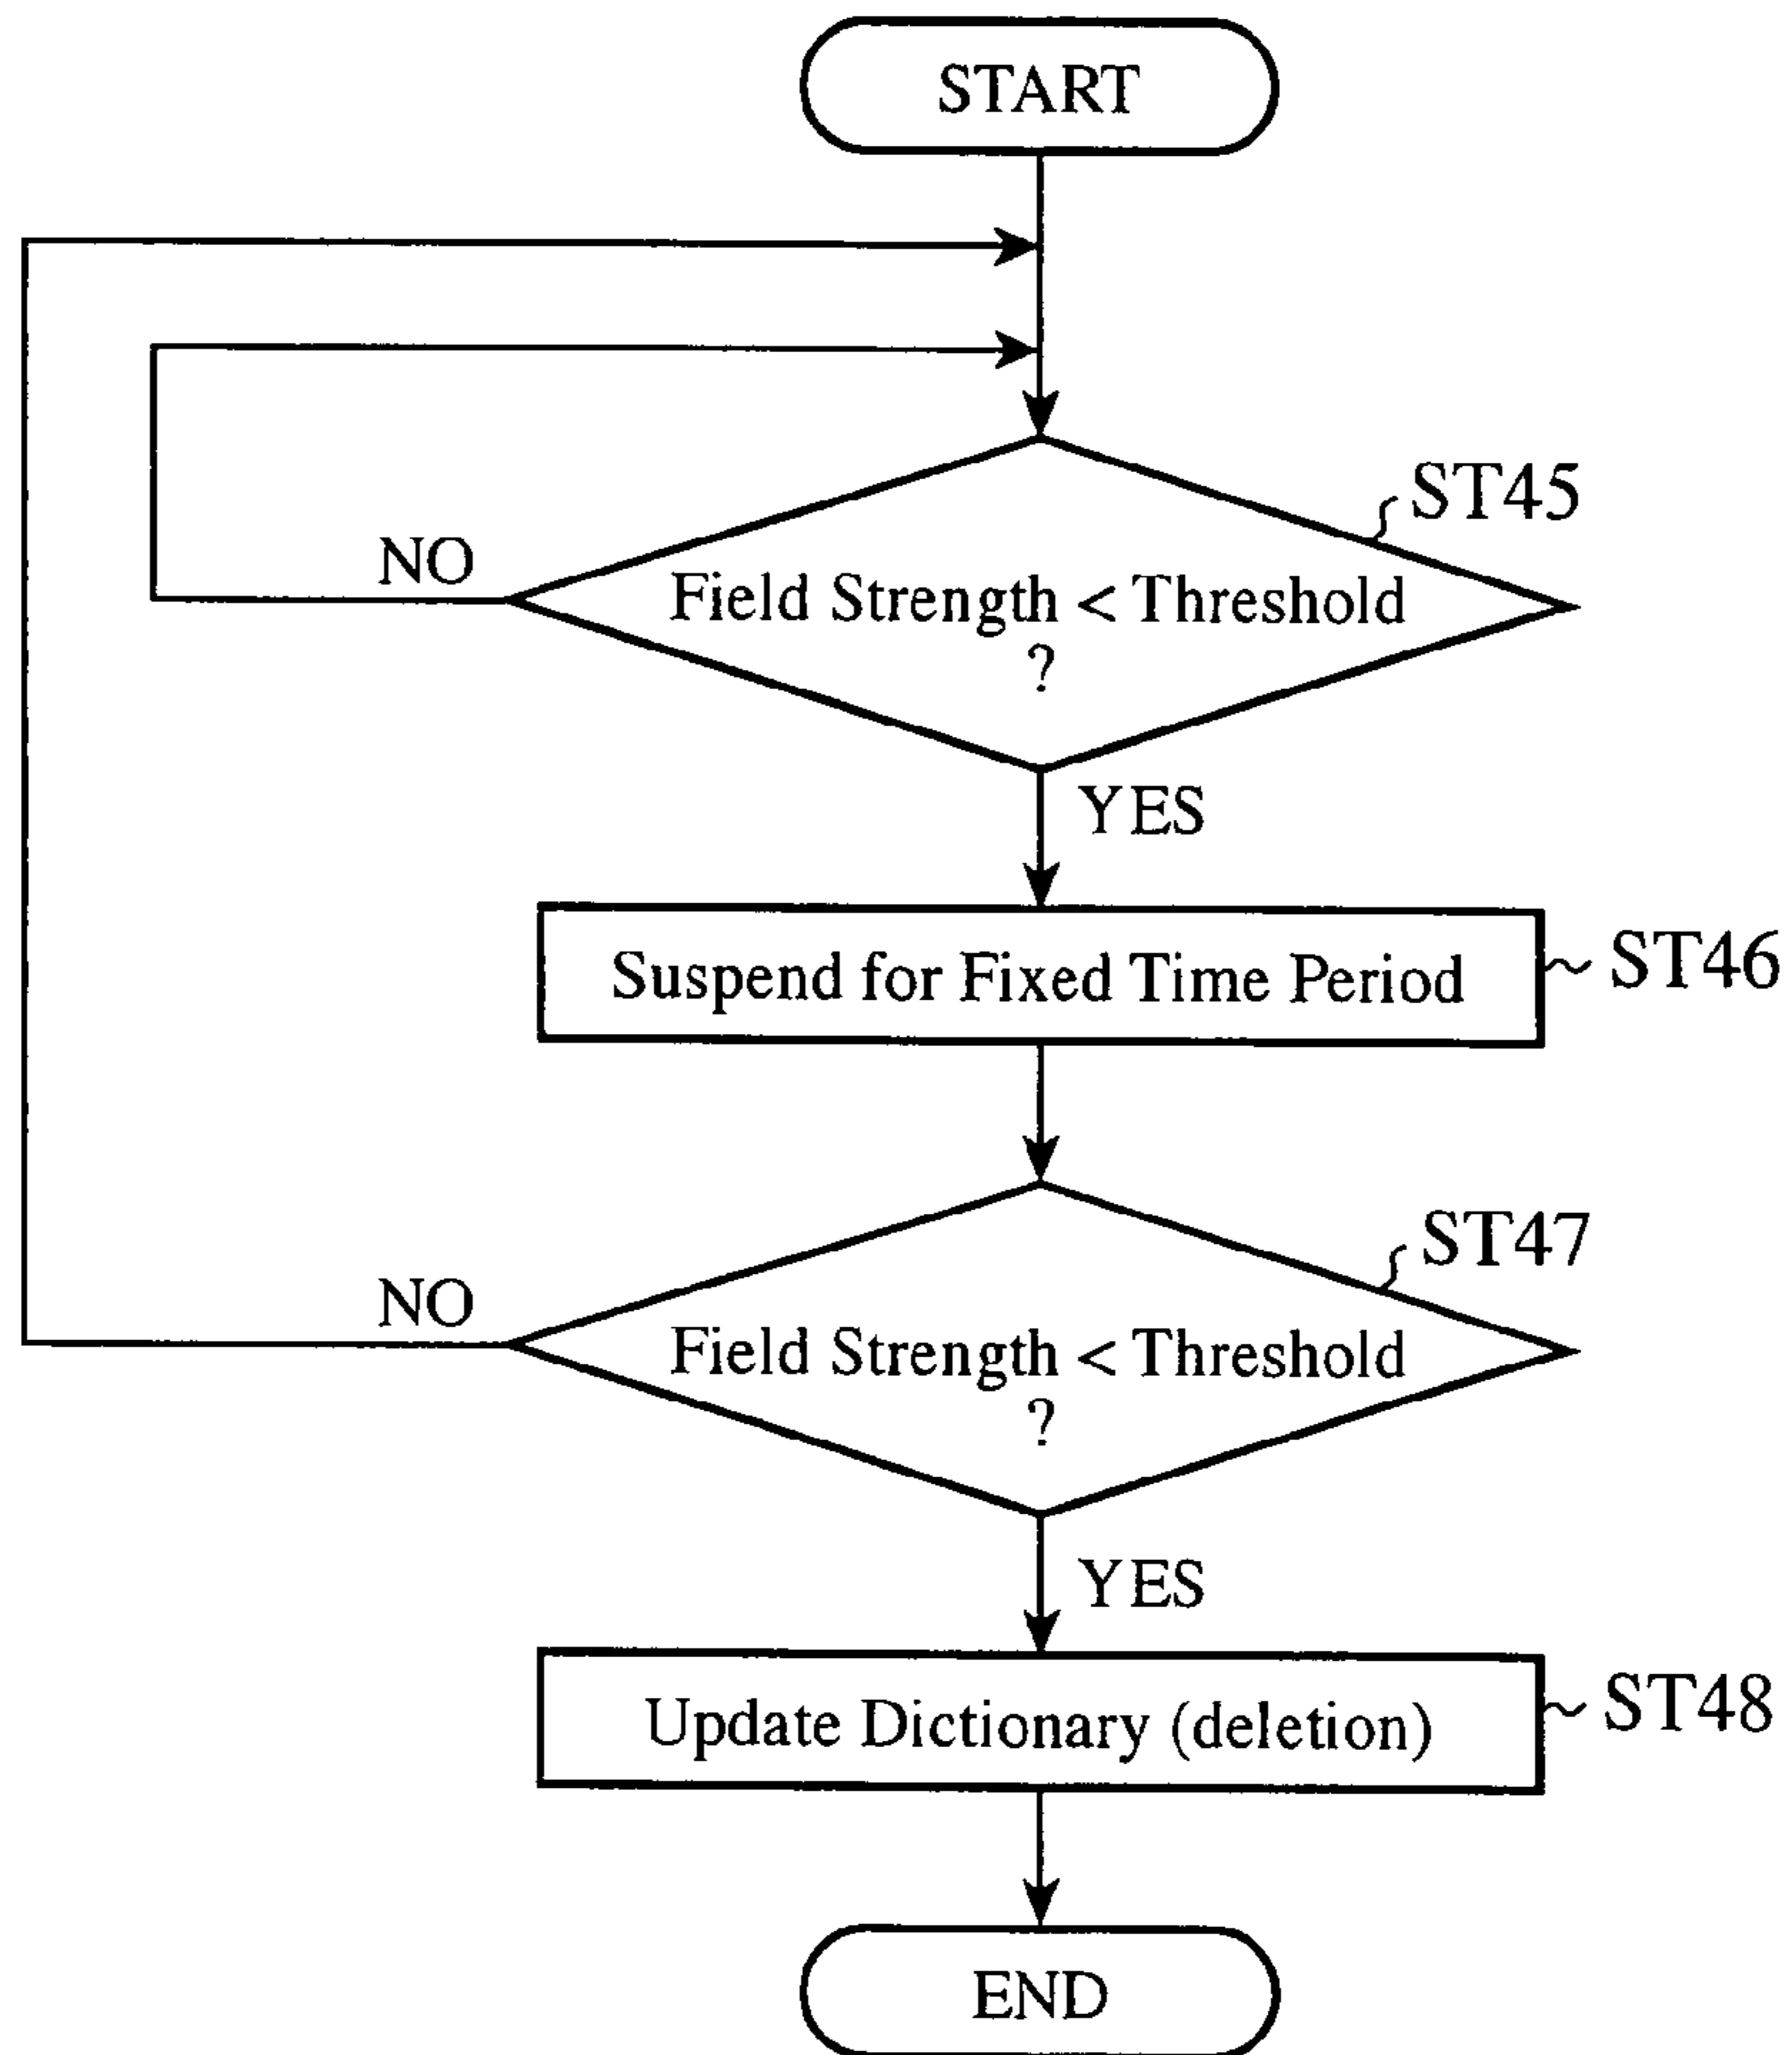 START
ST45
NO
Field Strength < Threshold
?
YES
Suspend for Fixed Time Period
ST46
ST47
NO
Field Strength < Threshold
?
YES
Update Dictionary (deletion)
ST48
END